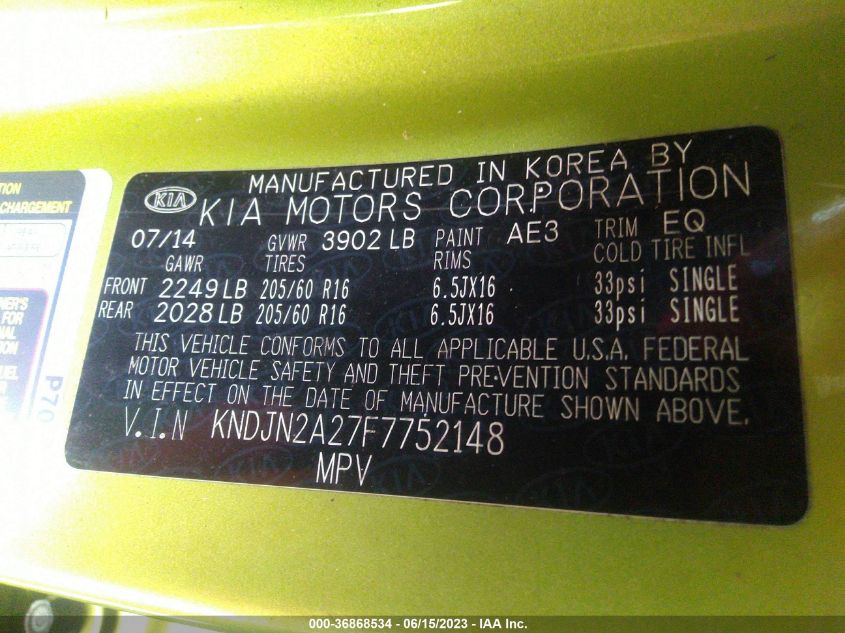 KIA
MANUFACTURED IN KOREA BY
KIA MOTORS CORPORATION
07/14 GVWR 3902 LB PAINT AE3 TRIM EQ
GAWR TIRES RIMS COLD TIRE INFL
FRONT 2249 LB 205/60 R16 6.5JX16 33psi SINGLE
REAR 2028 LB 205/60 R16 6.5JX16 33psi SINGLE
THIS VEHICLE CONFORMS TO ALL APPLICABLE U.S.A. FEDERAL
MOTOR VEHICLE SAFETY AND THEFT PREVENTION STANDARDS
IN EFFECT ON THE DATE OF MANUFACTURE SHOWN ABOVE.
V.I.N KNDJN2A27F7752148
MPV
CHARGEMENT
FOR
P70
000-36868534 - 06/15/2023 - IAA Inc.